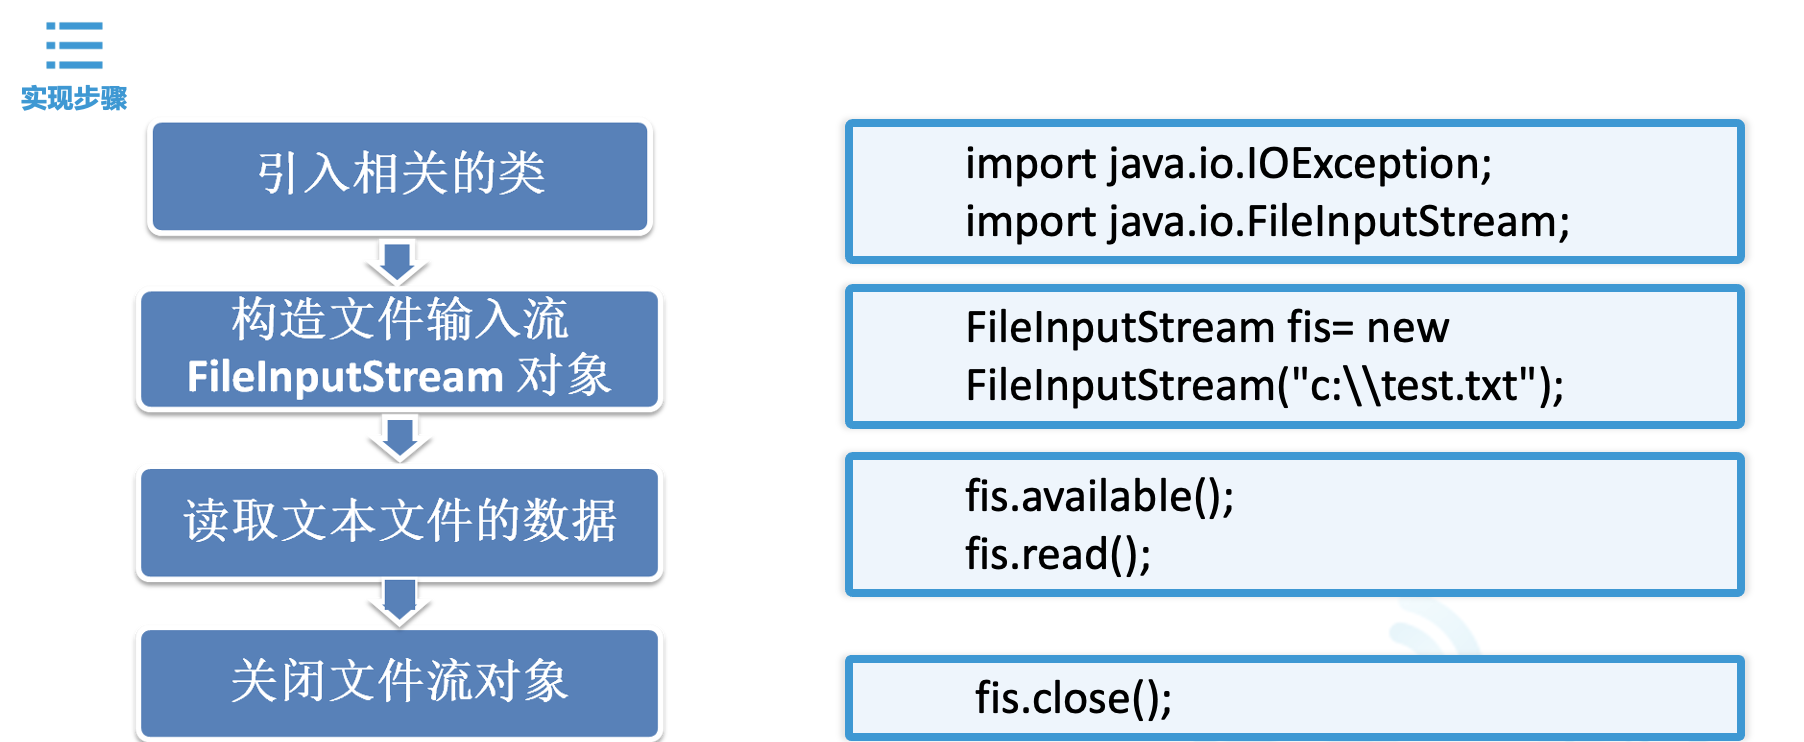 实现步骤
引入相关的类
import java.io.IOException;
import java.io.FileInputStream;
构造文件输入流
FileInputStream 对象
FileInputStream fis= new
FileInputStream("c:\\test.txt");
读取文本文件的数据
fis.available();
fis.read();
关闭文件流对象
fis.close();